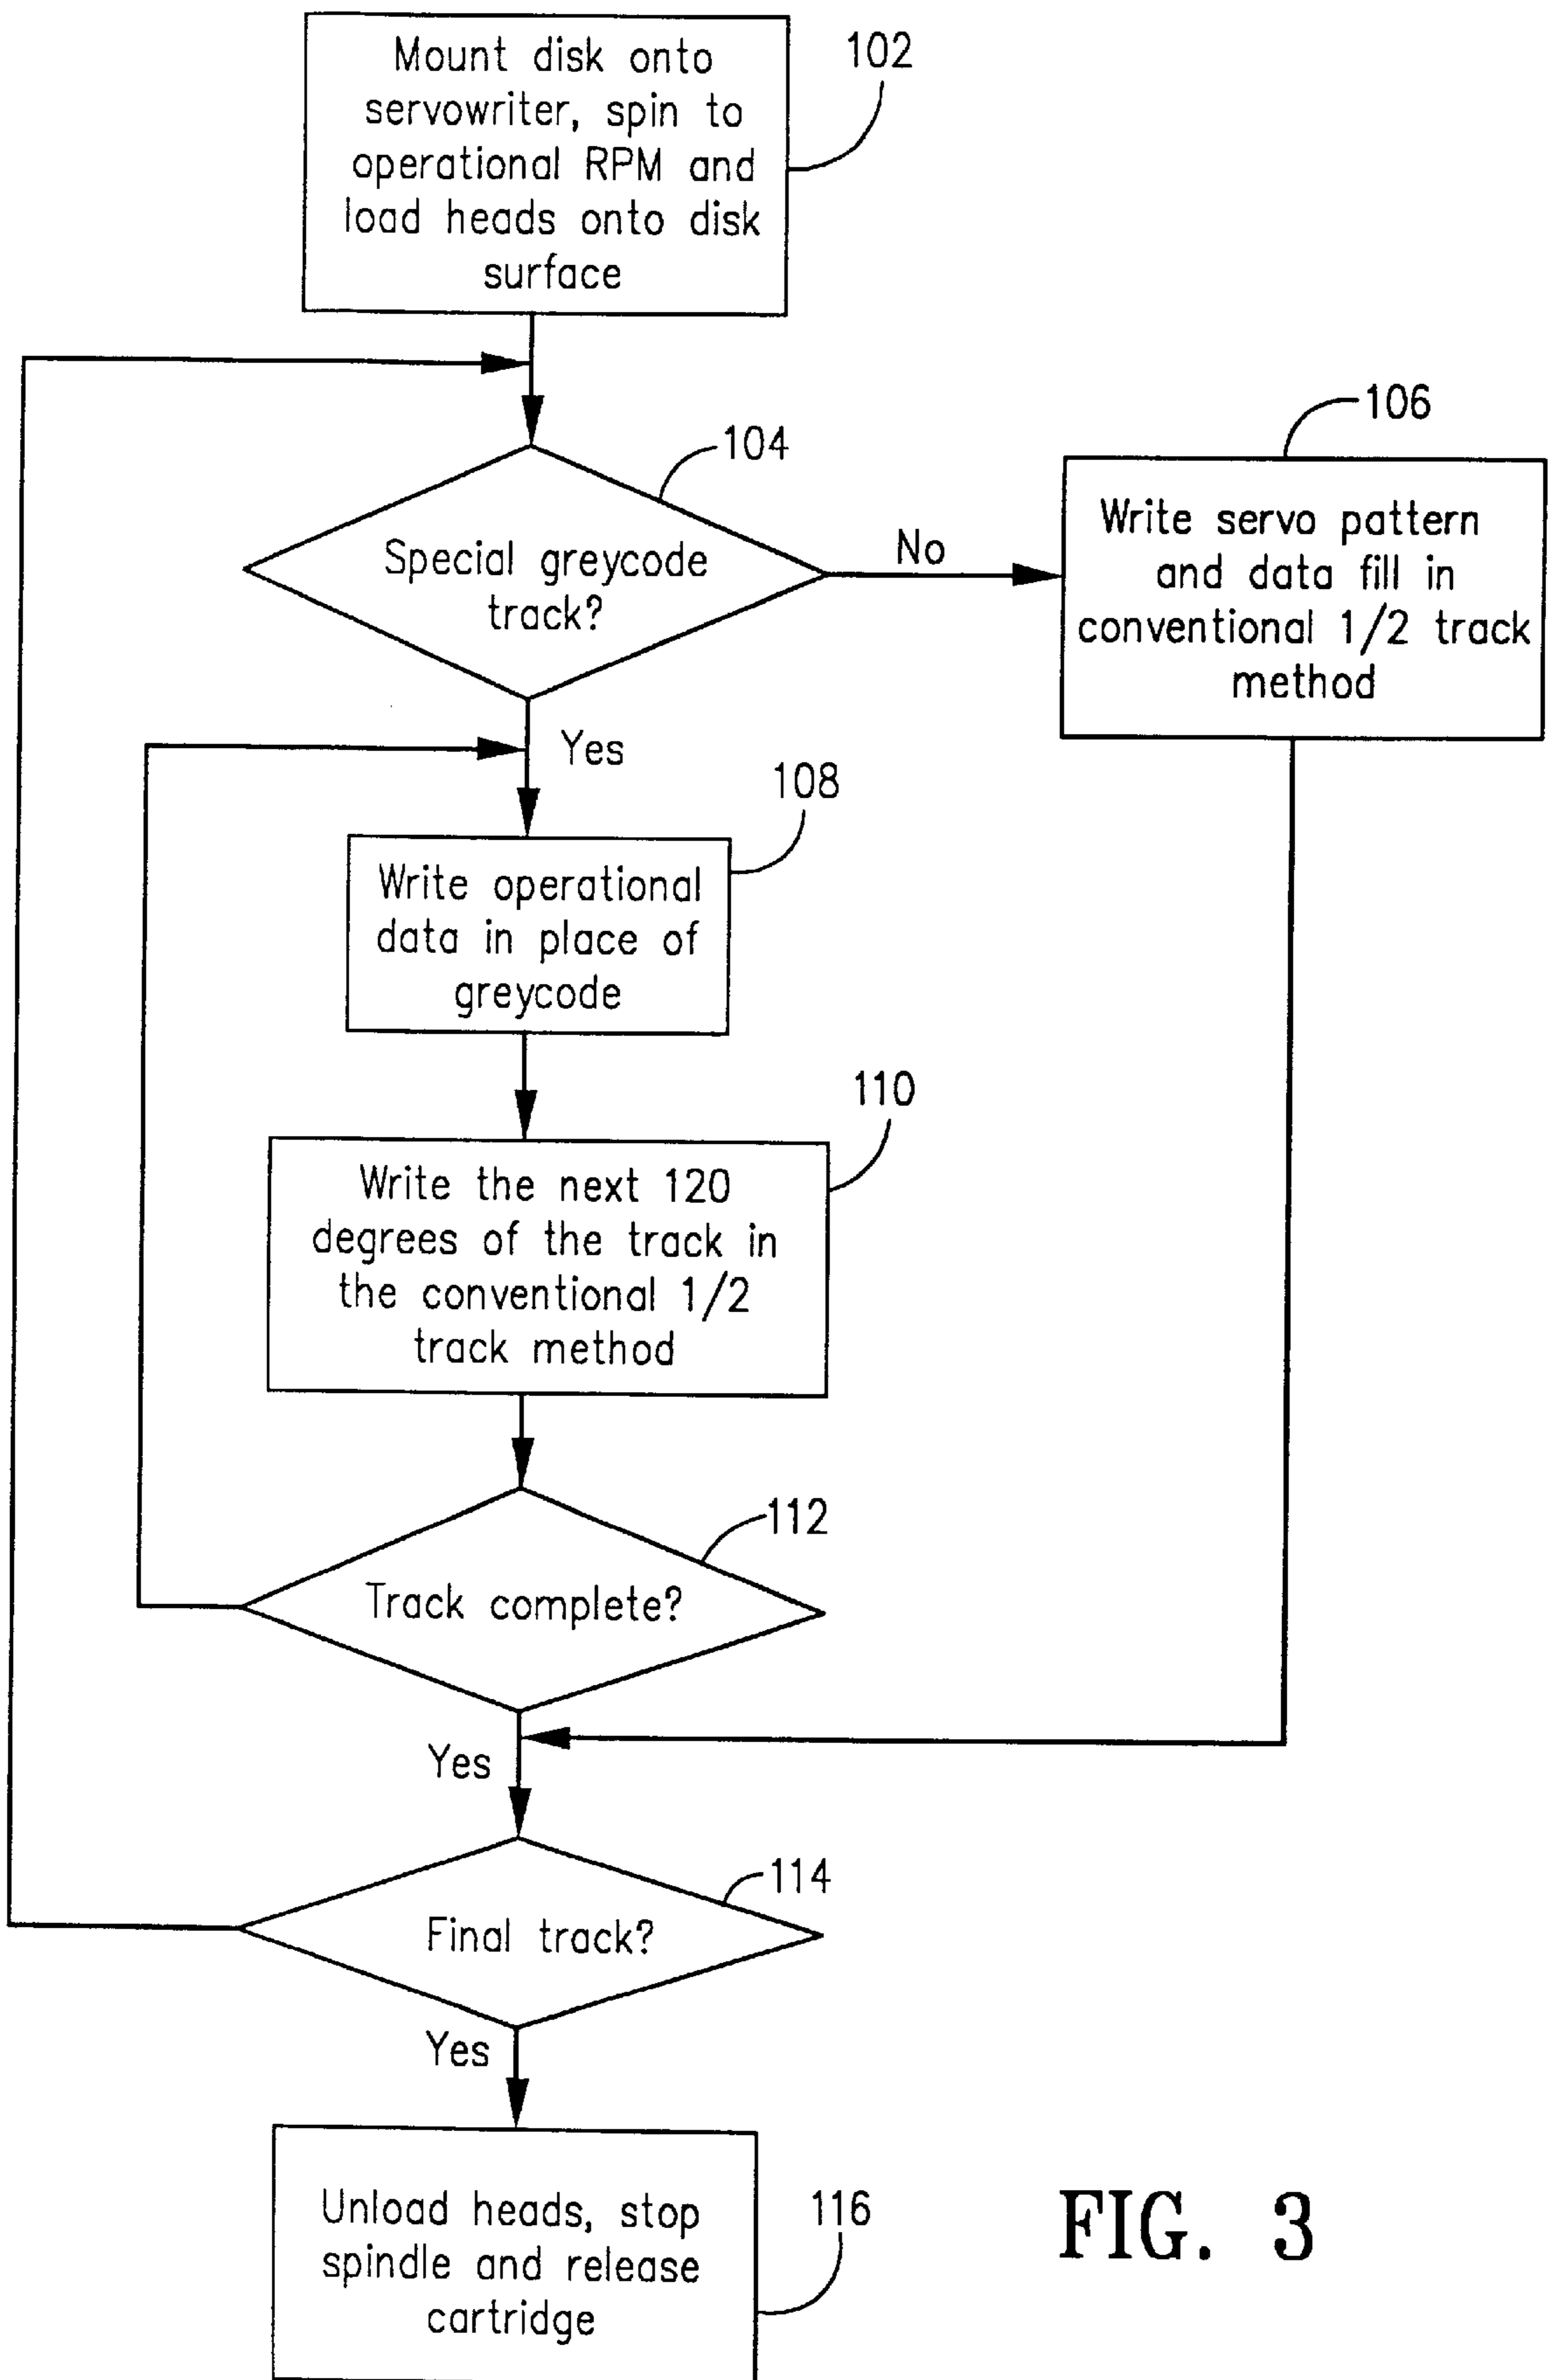 Mount disk onto
servowriter, spin to
operational RPM and
load heads onto disk
surface
102
104
Special greycode
track?
No
106
Write servo pattern
and data fill in
conventional 1/2 track
method
Yes
108
Write operational
data in place of
greycode
110
Write the next 120
degrees of the track in
the conventional 1/2
track method
112
Track complete?
Yes
114
Final track?
Yes
Unload heads, stop
spindle and release
cartridge
116
FIG. 3